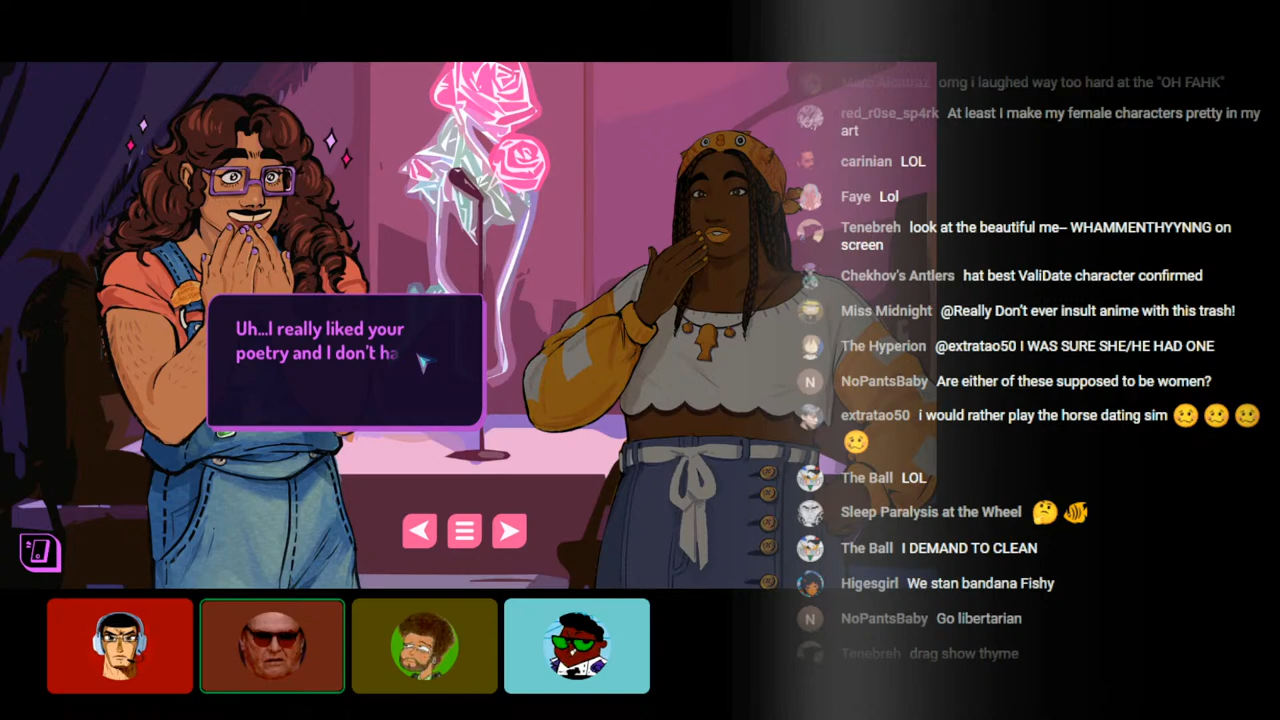 Uh...I really liked your
poetry and I don't ha
omg i laughed way too hard at the "OH FAHK"
red_r0se_sp4rk At least I make my female characters pretty in my
art
carinian LOL
Faye Lol
Tenebreh look at the beautiful me– WHAMMENTHYYNNG on
screen
Chekhov's Antlers hat best ValiDate character confirmed
Miss Midnight @Really Don't ever insult anime with this trash!
The Hyperion @extratao50 I WAS SURE SHE/HE HAD ONE
N NoPantsBaby Are either of these supposed to be women?
extratao50 i would rather play the horse dating sim 🥴 🥴 🥴
🥴
The Ball LOL
Sleep Paralysis at the Wheel 🤔 🐠
The Ball I DEMAND TO CLEAN
Higesgirl We stan bandana Fishy
N NoPantsBaby Go libertarian
Tenebreh drag show thyme